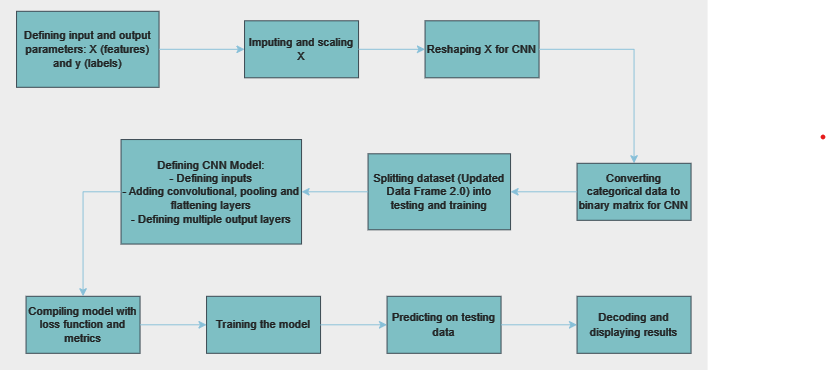 Defining input and output
parameters: X (features)
and y (labels)
Imputing and scaling
X
Reshaping X for CNN
Converting
categorical data to
binary matrix for CNN
Splitting dataset (Updated
Data Frame 2.0) into
testing and training
Defining CNN Model:
- Defining inputs
- Adding convolutional, pooling and
flattening layers
- Defining multiple output layers
Compiling model with
loss function and
metrics
Training the model
Predicting on testing
data
Decoding and
displaying results